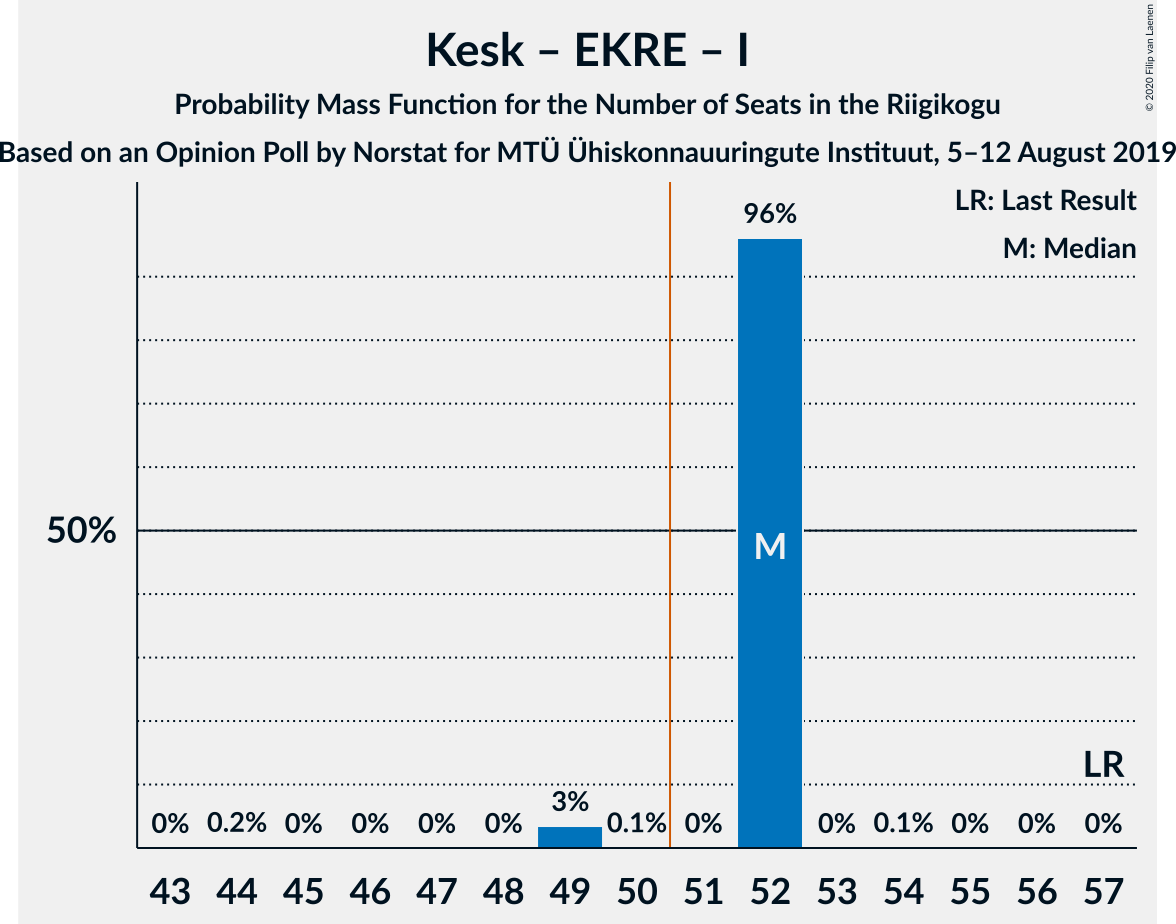 Kesk – EKRE – I
Probability Mass Function for the Number of Seats in the Riigikogu
Based on an Opinion Poll by Norstat for MTÜ Ühiskonnauuringute Instituut, 5–12 August 2019
© 2020 Filip van Laenen
LR: Last Result
M: Median
96%
50%
M
LR
3%
0% 0.2% 0% 0% 0% 0% 0.1% 0% 0% 0.1% 0% 0% 0%
43 44 45 46 47 48 49 50 51 52 53 54 55 56 57